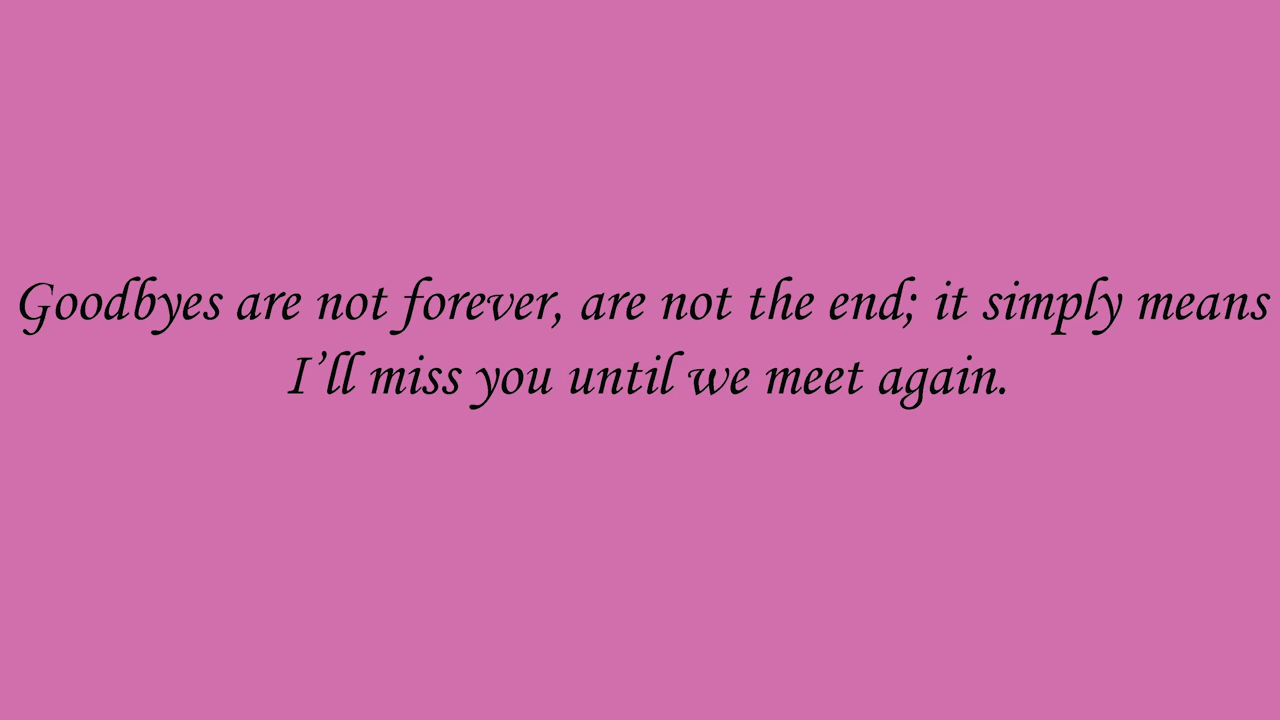 Goodbyes are not forever, are not the end; it simply means
I’ll miss you until we meet again.